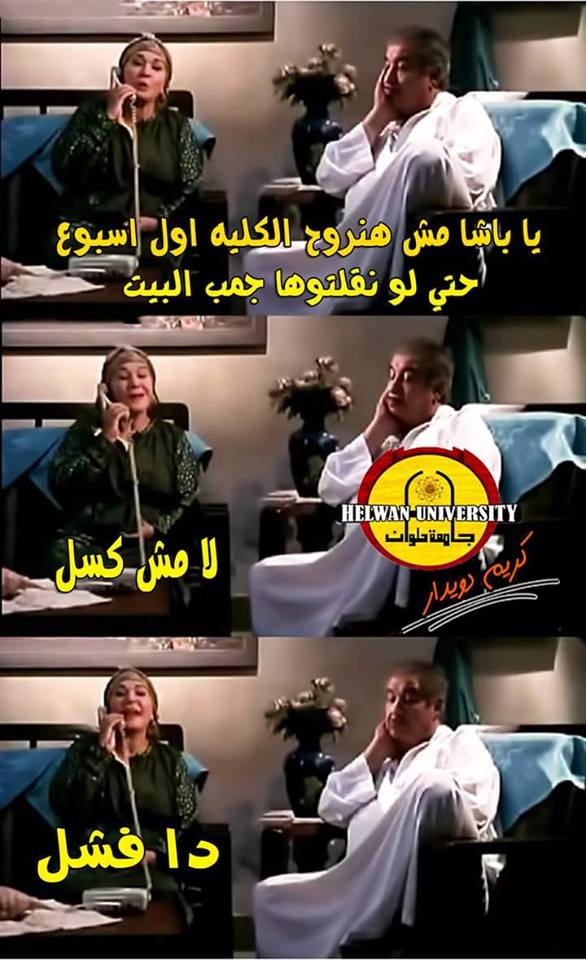 يا باشا مش هنروح الكليه اول اسبوع
حتي لو نقلتوها جمب البيت
HELWAN UNIVERSITY
جامعة حلوان
لا مش كسل
كريم دويدار
دا فشل